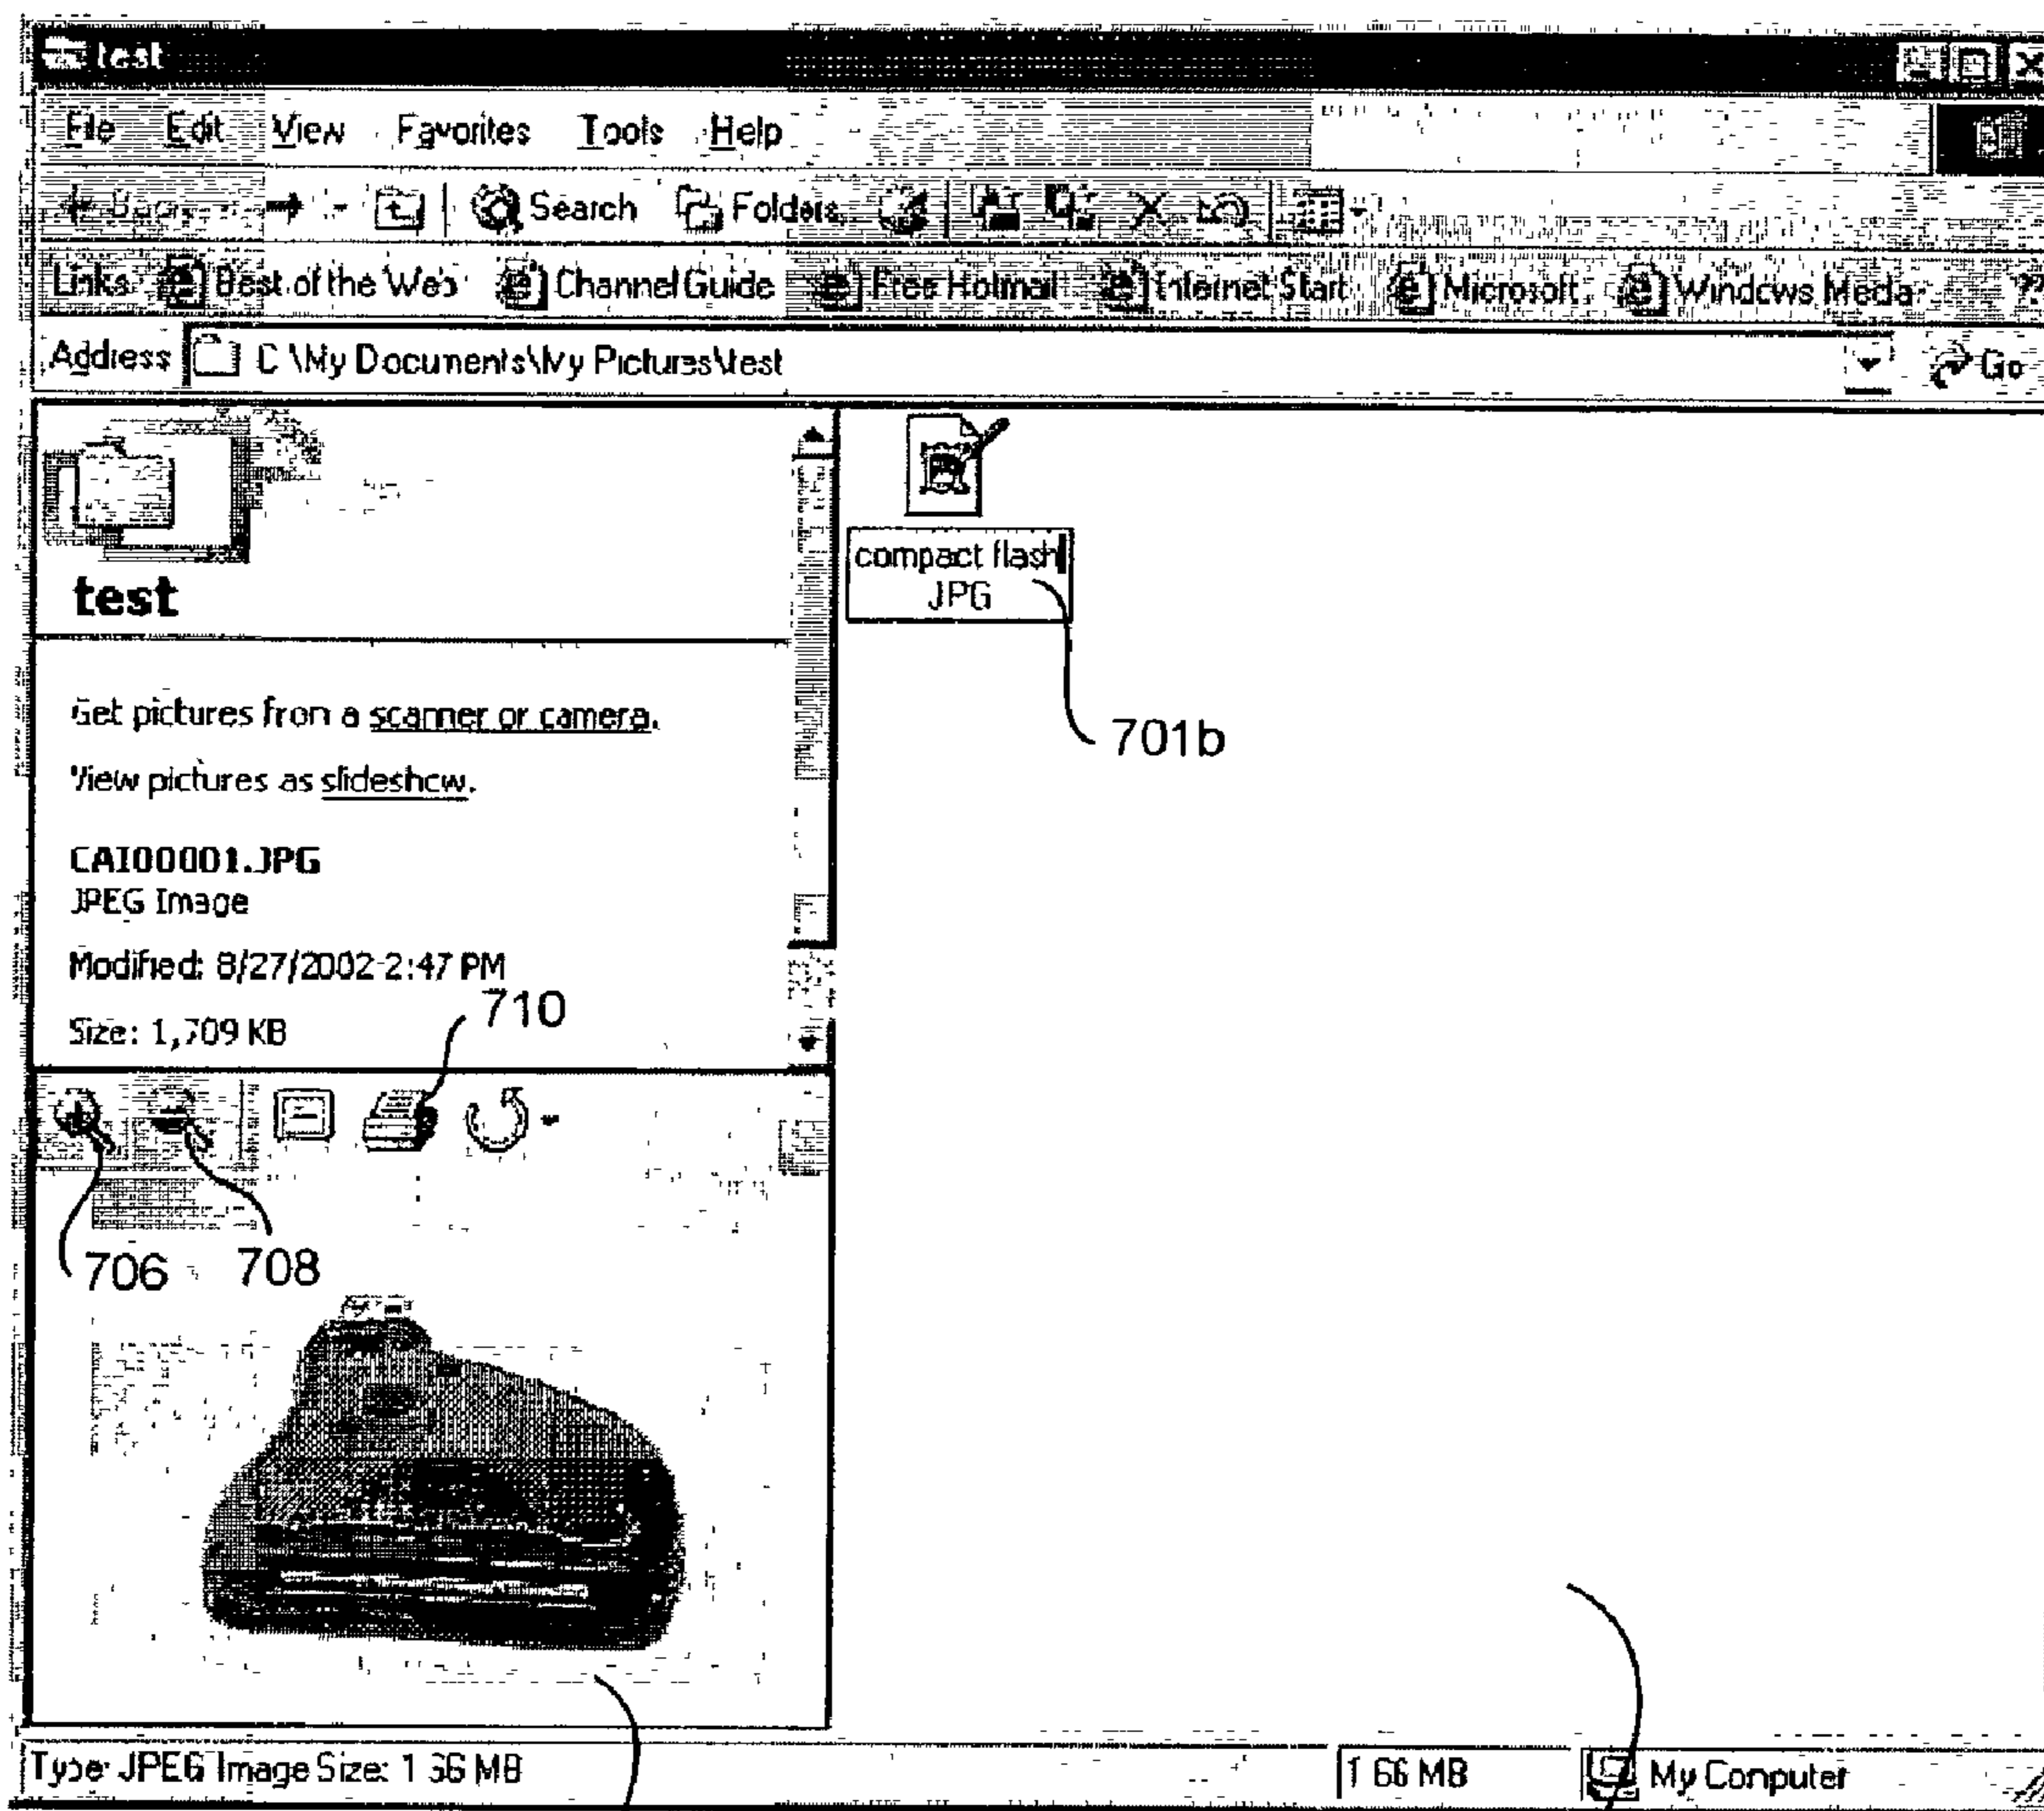 test
File Edit View Favorites Tools Help
Back Search Folders
Links Best of the Web Channel Guide Free Hotmail Internet Start Microsoft Windows Media
Address C:\My Documents\My Pictures\test Go
compact flash
JPG
test
701b
Get pictures from a scanner or camera.
View pictures as slideshow.
CAI00001.JPG
JPEG Image
Modified: 8/27/2002 2:47 PM
710
Size: 1,709 KB
706 708
Type: JPEG Image Size: 1.66 MB 1.66 MB My Computer